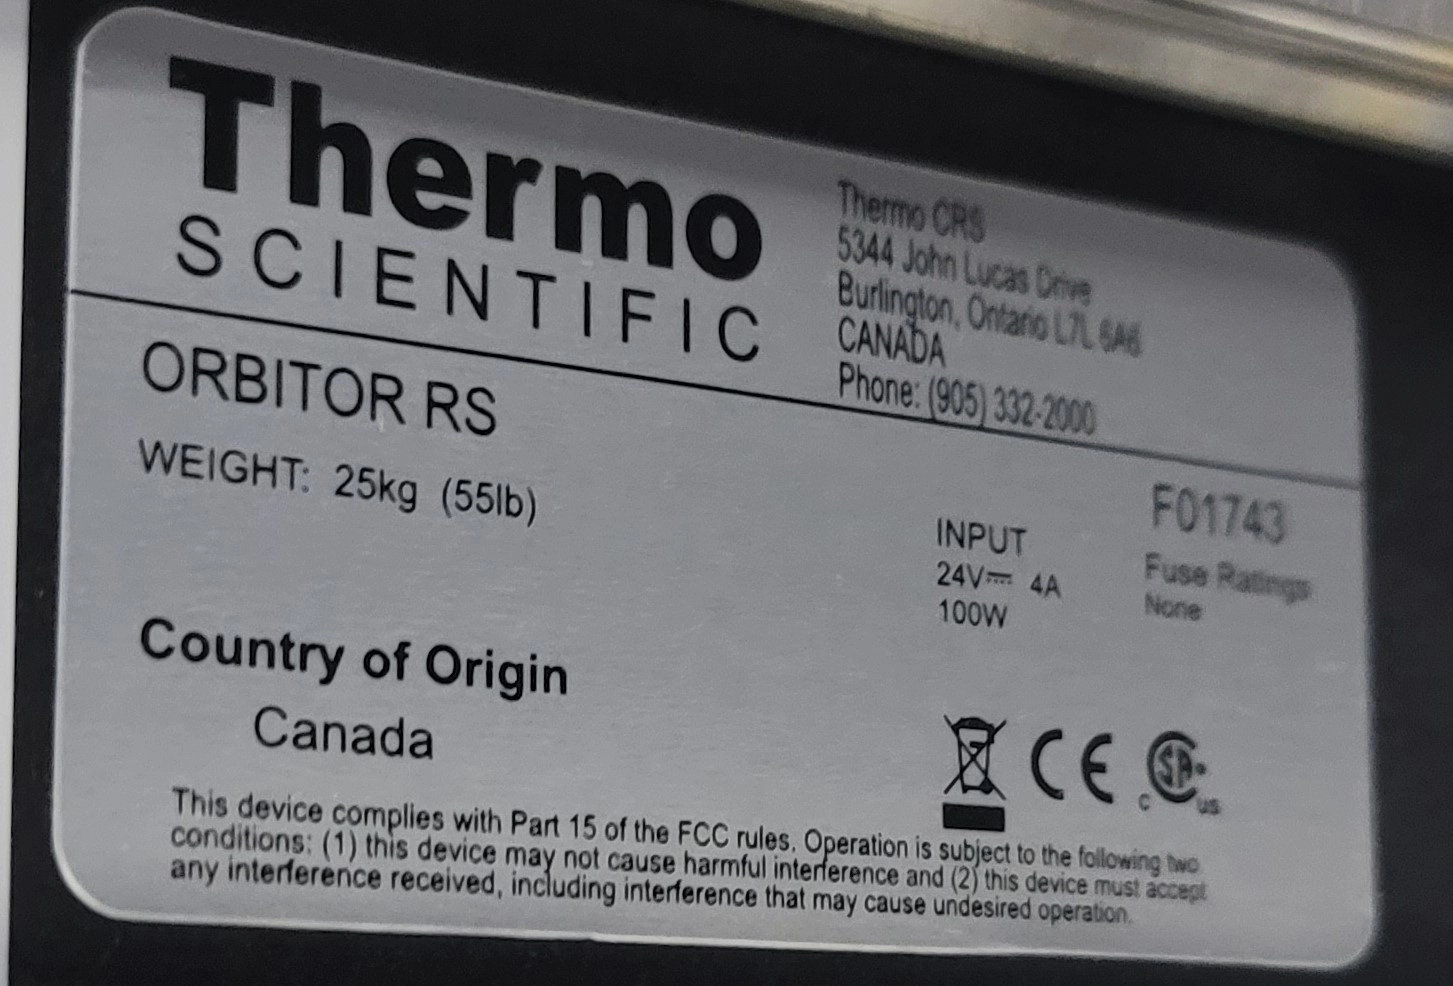 Thermo
SCIENTIFIC
Thermo CRS
5344 John Lucas Drive
Burlington, Ontario L7L 6A6
CANADA
Phone: (905) 332-2000
ORBITOR RS
WEIGHT: 25kg (55lb)
INPUT
24V⎓ 4A
100W
F01743
Fuse Ratings
None
Country of Origin
Canada
CE
c SA us
This device complies with Part 15 of the FCC rules. Operation is subject to the following two
conditions: (1) this device may not cause harmful interference and (2) this device must accept
any interference received, including interference that may cause undesired operation.